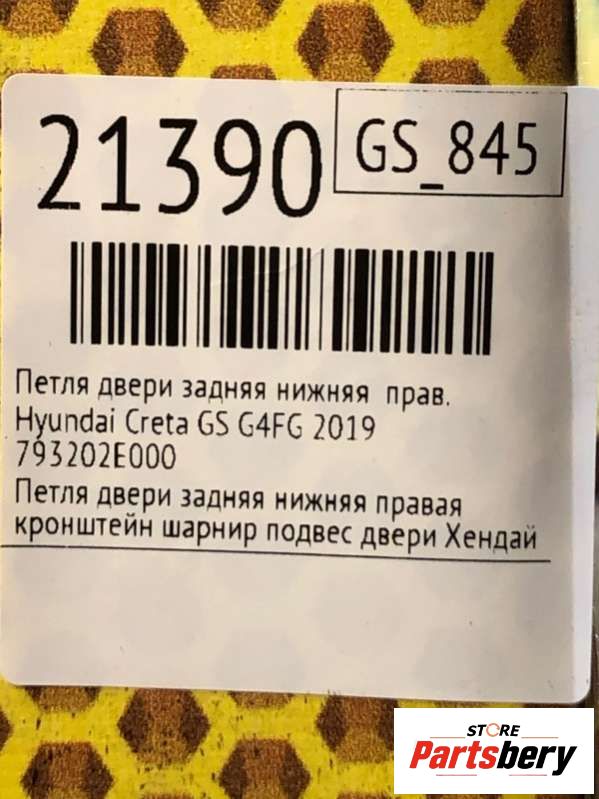 21390
GS_845
Петля двери задняя нижняя прав.
Hyundai Creta GS G4FG 2019
793202E000
Петля двери задняя нижняя правая
кронштейн шарнир подвес двери Хендай
STORE
Partsbery